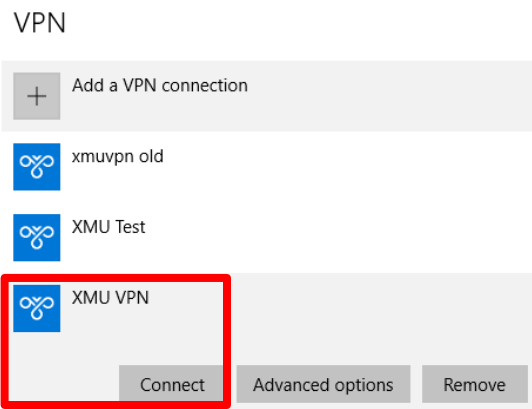 VPN
Add a VPN connection
xmuvpn old
XMU Test
XMU VPN
Connect Advanced options Remove